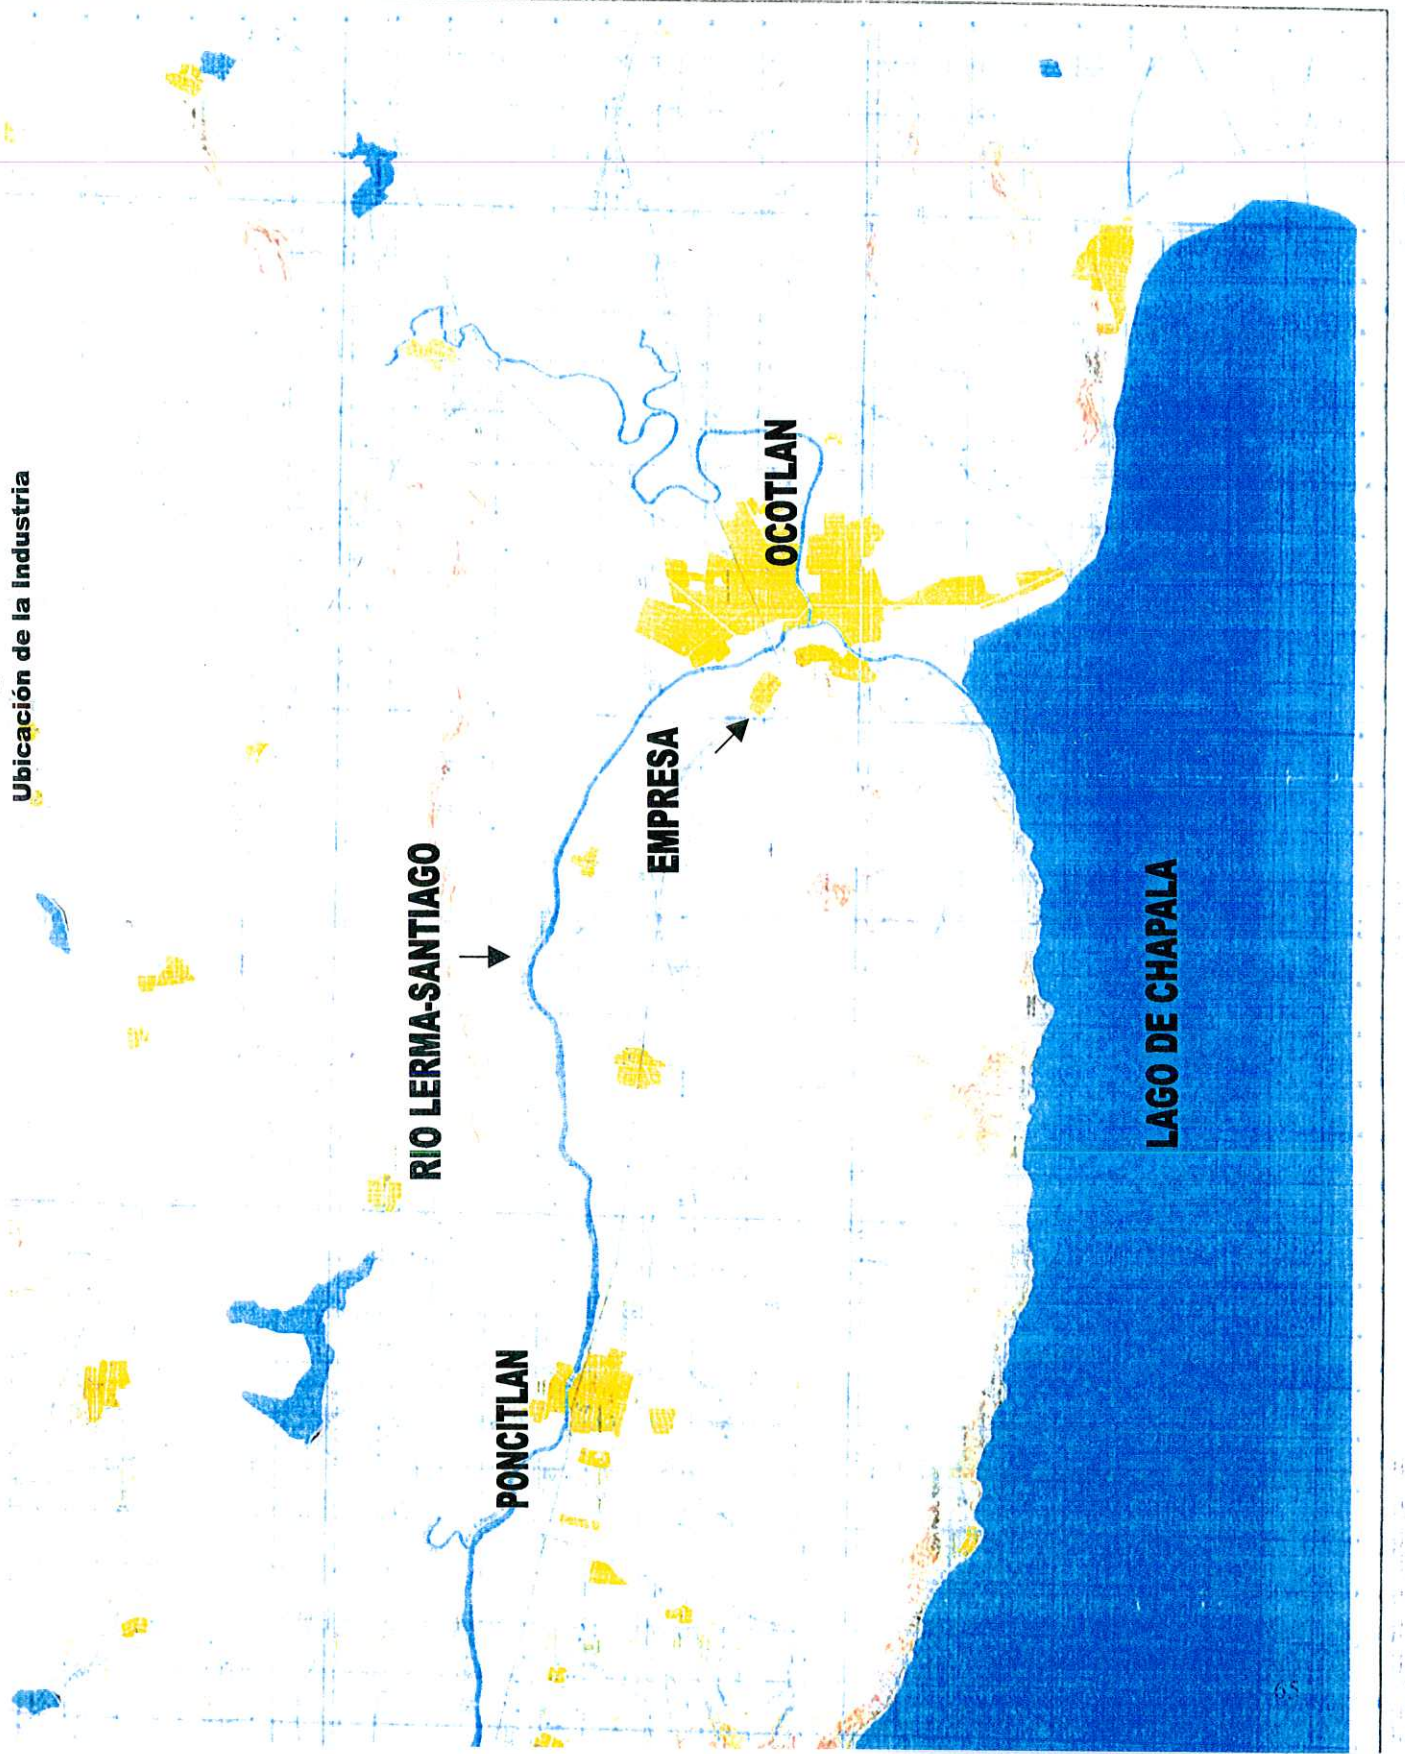 Ubicación de la Industria
RIO LERMA-SANTIAGO
PONCITLAN
EMPRESA
OCOTLAN
LAGO DE CHAPALA
65